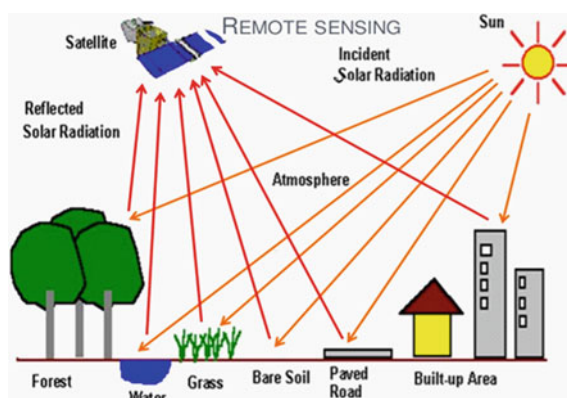 REMOTE SENSING
Satellite
Sun
Incident
Solar Radiation
Reflected
Solar Radiation
Atmosphere
Forest
Water
Grass
Bare Soil
Paved
Road
Built-up Area